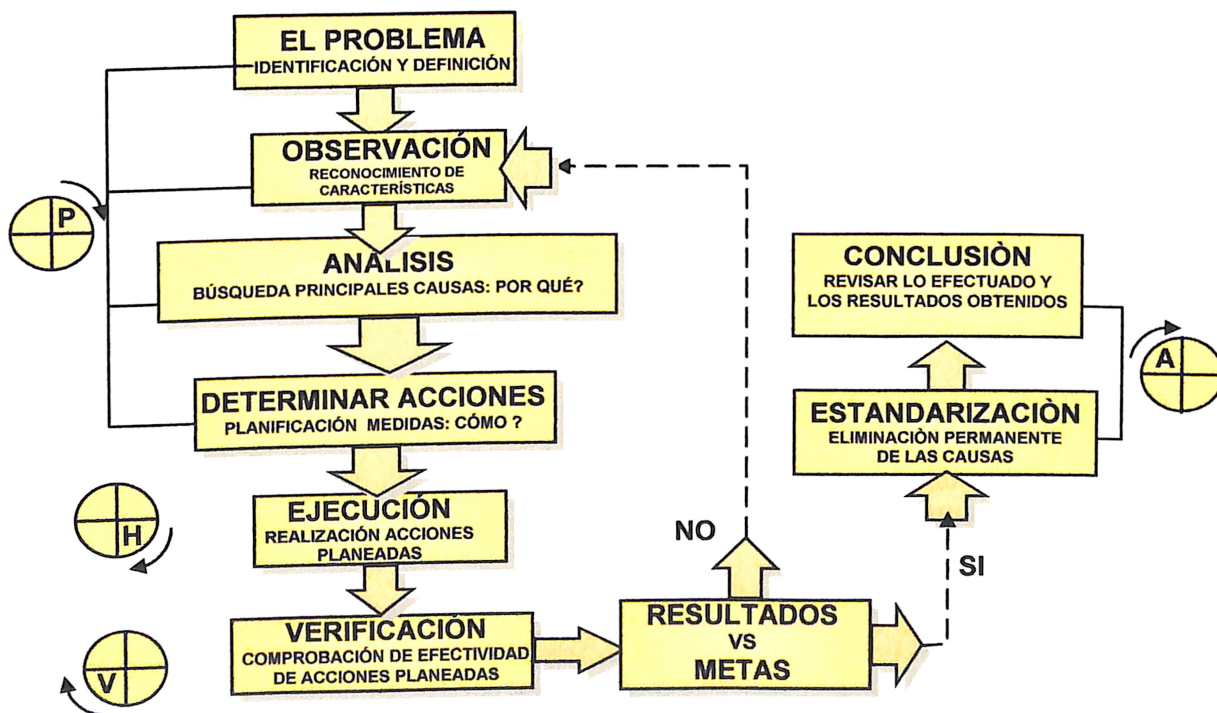 EL PROBLEMA
IDENTIFICACIÓN Y DEFINICIÓN
OBSERVACIÓN
RECONOCIMIENTO DE
CARACTERÍSTICAS
P
ANÁLISIS
BÚSQUEDA PRINCIPALES CAUSAS: POR QUÉ?
DETERMINAR ACCIONES
PLANIFICACIÓN MEDIDAS: CÓMO ?
EJECUCIÓN
REALIZACIÓN ACCIONES
PLANEADAS
H
VERIFICACIÓN
COMPROBACIÓN DE EFECTIVIDAD
DE ACCIONES PLANEADAS
V
RESULTADOS
VS
METAS
NO
SI
ESTANDARIZACIÒN
ELIMINACIÒN PERMANENTE
DE LAS CAUSAS
CONCLUSIÒN
REVISAR LO EFECTUADO Y
LOS RESULTADOS OBTENIDOS
A